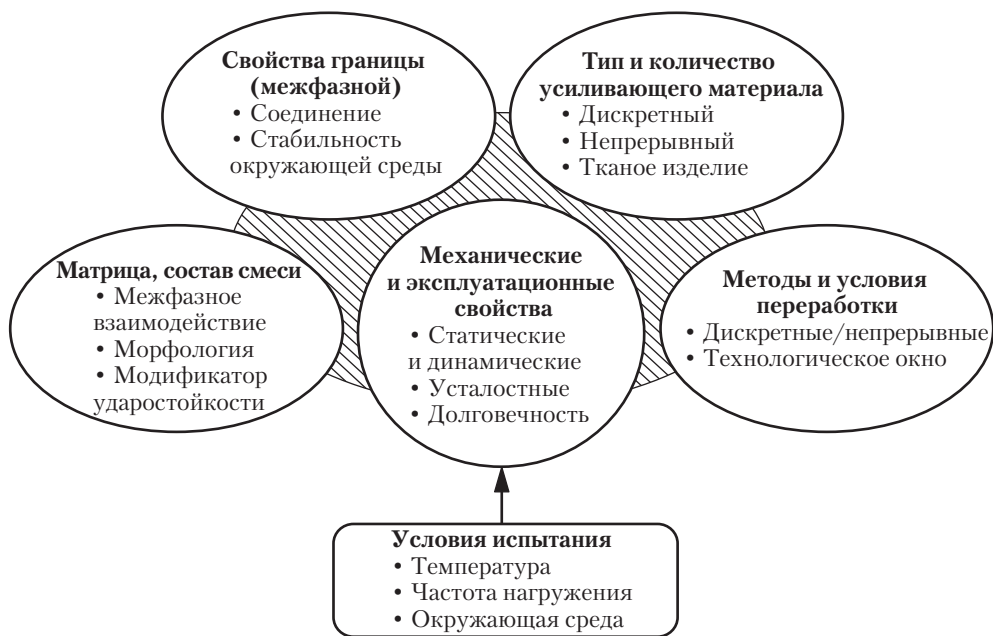 Свойства границы
(межфазной)
• Соединение
• Стабильность
окружающей среды
Тип и количество
усиливающего материала
• Дискретный
• Непрерывный
• Тканое изделие
Матрица, состав смеси
• Межфазное
взаимодействие
• Морфология
• Модификатор
ударостойкости
Механические
и эксплуатационные
свойства
• Статические
и динамические
• Усталостные
• Долговечность
Методы и условия
переработки
• Дискретные/непрерывные
• Технологическое окно
Условия испытания
• Температура
• Частота нагружения
• Окружающая среда